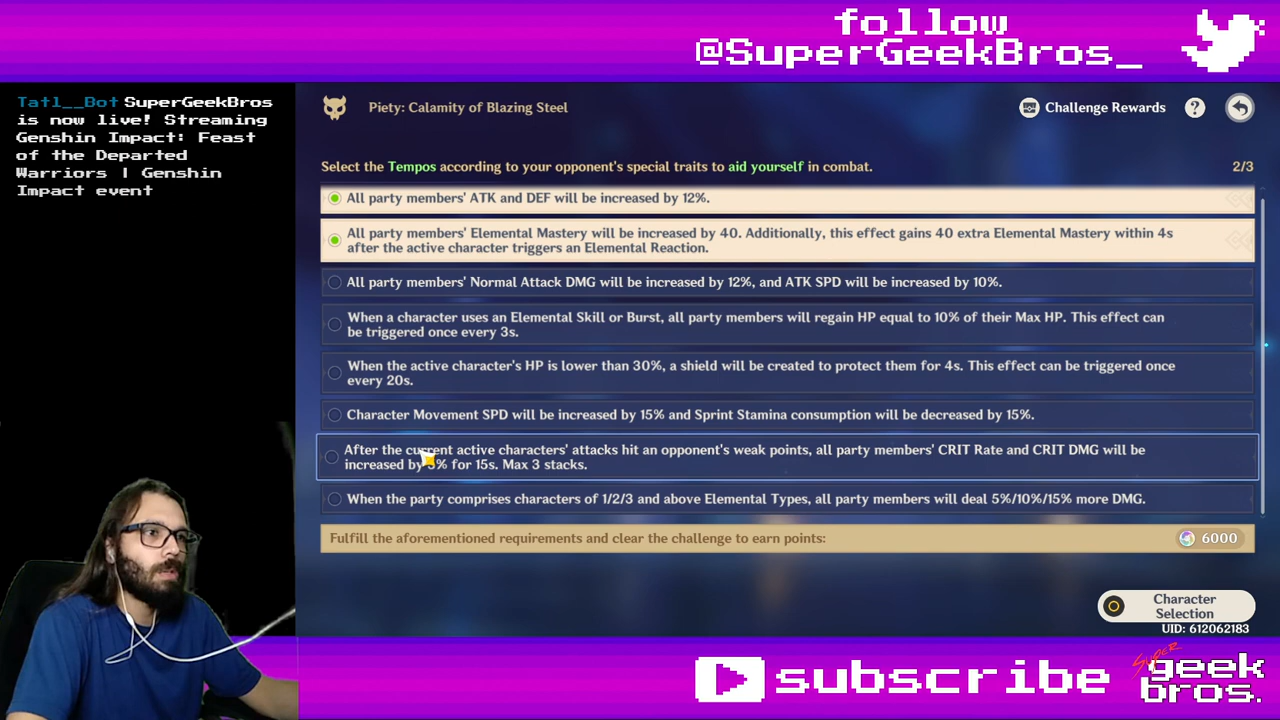 follow
@SuperGeekBros_
Tatl__Bot SuperGeekBros
is now live! Streaming
Genshin Impact: Feast
of the Departed
Warriors | Genshin
Impact event
Piety: Calamity of Blazing Steel
Challenge Rewards
?
Select the Tempos according to your opponent's special traits to aid yourself in combat.
2/3
All party members' ATK and DEF will be increased by 12%.
All party members' Elemental Mastery will be increased by 40. Additionally, this effect gains 40 extra Elemental Mastery within 4s
after the active character triggers an Elemental Reaction.
All party members' Normal Attack DMG will be increased by 12%, and ATK SPD will be increased by 10%.
When a character uses an Elemental Skill or Burst, all party members will regain HP equal to 10% of their Max HP. This effect can
be triggered once every 3s.
When the active character's HP is lower than 30%, a shield will be created to protect them for 4s. This effect can be triggered once
every 20s.
Character Movement SPD will be increased by 15% and Sprint Stamina consumption will be decreased by 15%.
After the current active characters' attacks hit an opponent's weak points, all party members' CRIT Rate and CRIT DMG will be
increased by for 15s. Max 3 stacks.
When the party comprises characters of 1/2/3 and above Elemental Types, all party members will deal 5%/10%/15% more DMG.
Fulfill the aforementioned requirements and clear the challenge to earn points:
6000
Character
Selection
UID: 612062183
subscribe
SUPER
geek
bros.